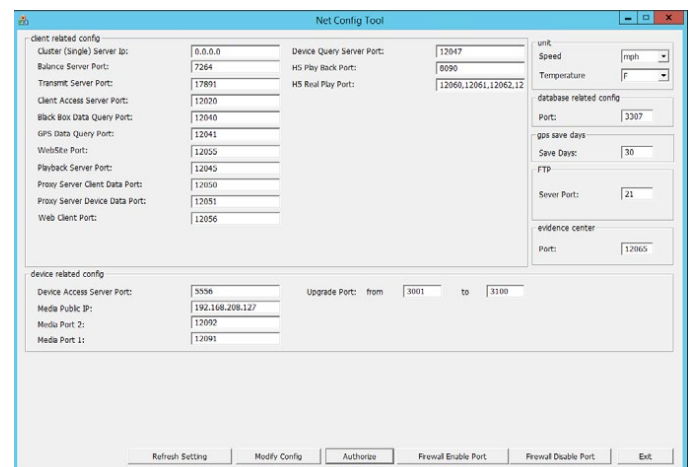 Net Config Tool
client related config
Cluster (Single) Server Ip: 0.0.0.0
Balance Server Port: 7264
Transmit Server Port: 17891
Client Access Server Port: 12020
Black Box Data Query Port: 12040
GPS Data Query Port: 12041
WebSite Port: 12055
Playback Server Port: 12045
Proxy Server Client Data Port: 12050
Proxy Server Device Data Port: 12051
Web Client Port: 12056
Device Query Server Port: 12047
H5 Play Back Port: 8090
H5 Real Play Port: 12060,12061,12062,12
unit
Speed mph
Temperature F
database related config
Port: 3307
gps save days
Save Days: 30
FTP
Sever Port: 21
evidence center
Port: 12065
device related config
Device Access Server Port: 5556
Media Public IP: 192.168.208.127
Media Port 2: 12092
Media Port 1: 12091
Upgrade Port: from 3001 to 3100
Refresh Setting Modify Config Authorize Firewall Enable Port Firewall Disable Port Exit